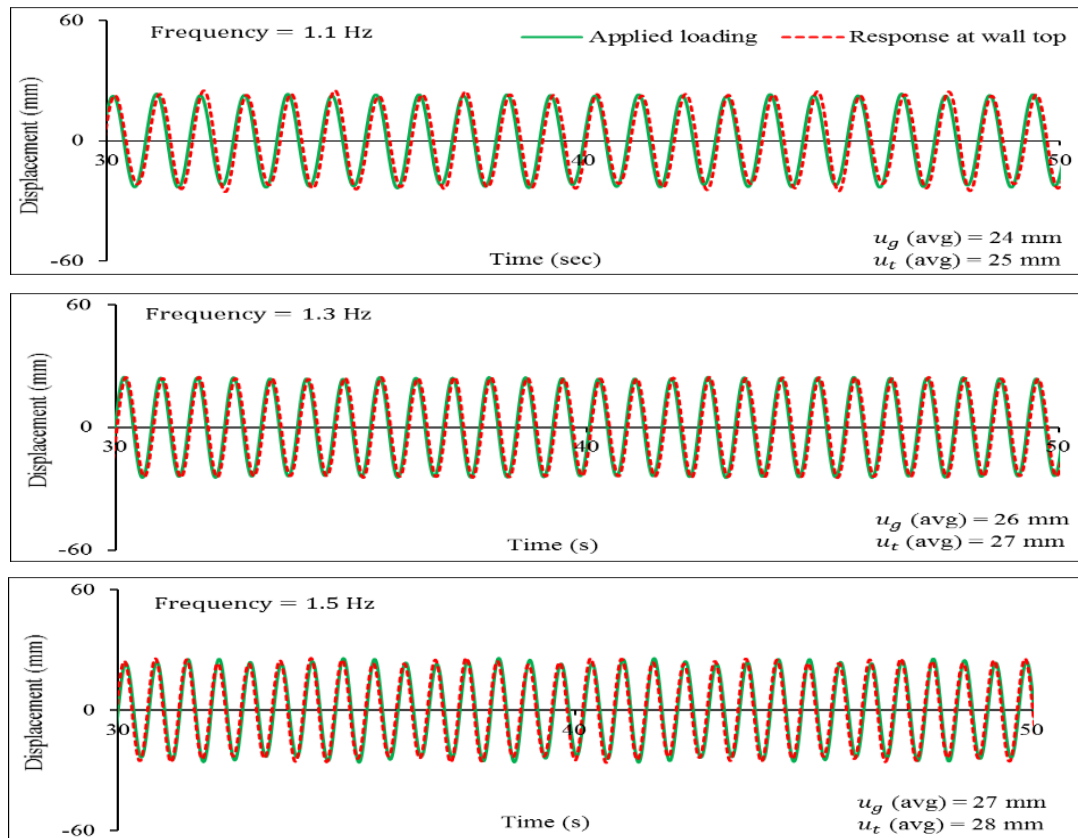 60
Frequency = 1.1 Hz
Applied loading
Response at wall top
Displacement (mm)
0
30
40
50
-60
Time (sec)
u_g (avg) = 24 mm
u_t (avg) = 25 mm
60
Frequency = 1.3 Hz
Displacement (mm)
0
30
40
50
-60
Time (s)
u_g (avg) = 26 mm
u_t (avg) = 27 mm
60
Frequency = 1.5 Hz
Displacement (mm)
0
30
40
50
-60
Time (s)
u_g (avg) = 27 mm
u_t (avg) = 28 mm